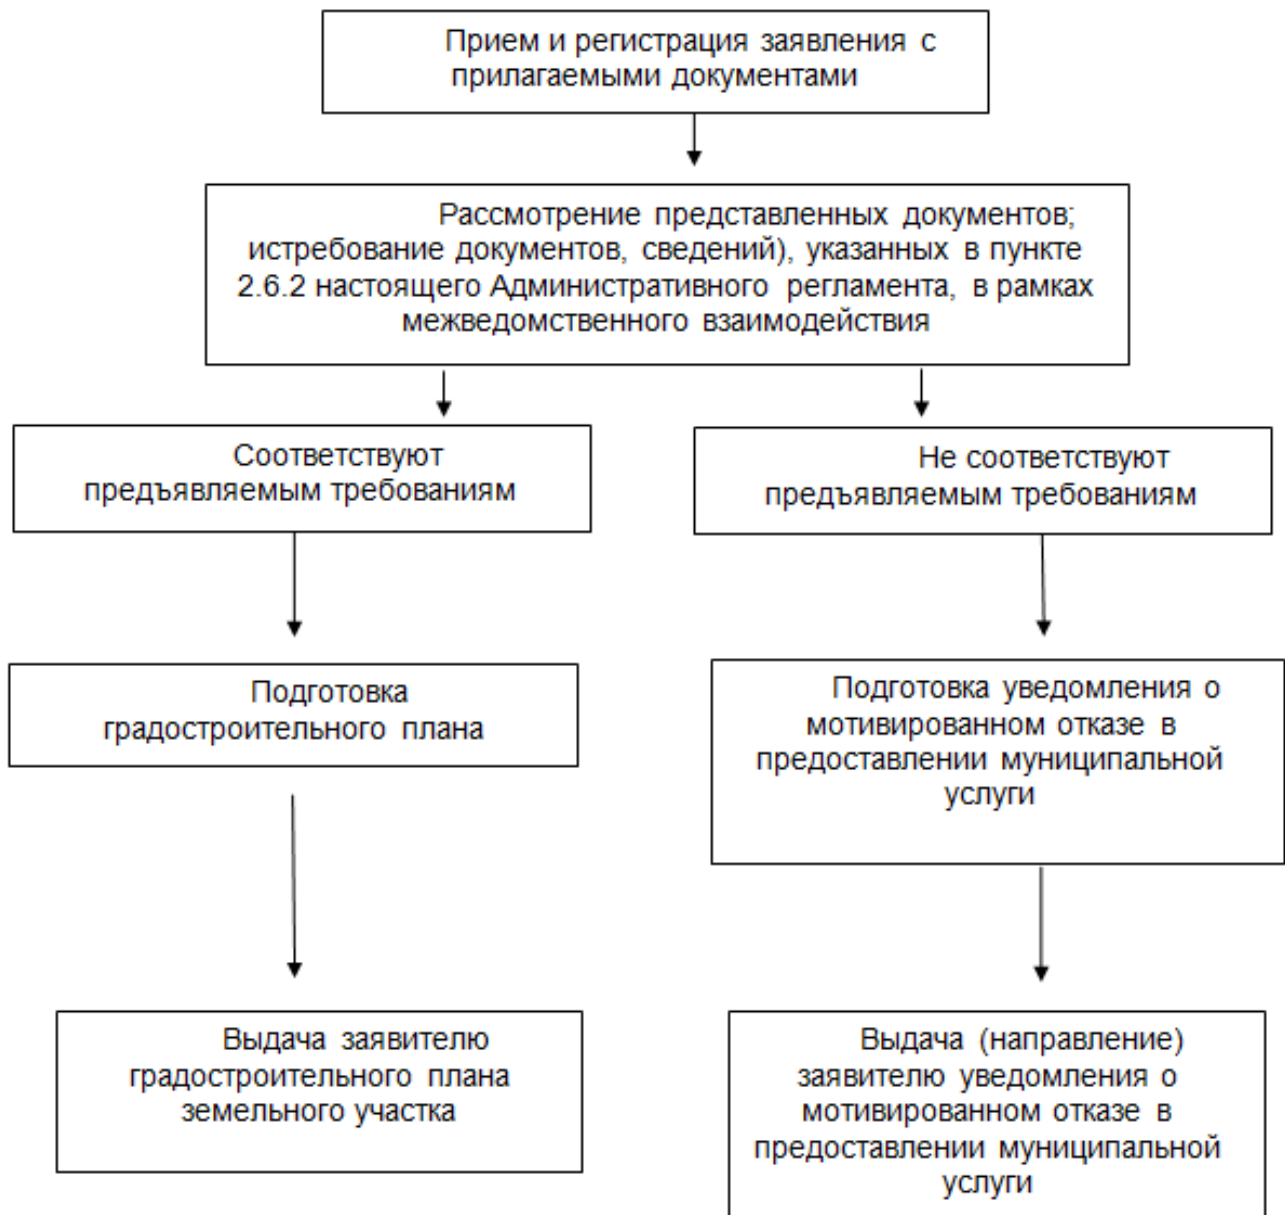 Прием и регистрация заявления с
прилагаемыми документами
Рассмотрение представленных документов;
истребование документов, сведений), указанных в пункте
2.6.2 настоящего Административного регламента, в рамках
межведомственного взаимодействия
Соответствуют
предъявляемым требованиям
Не соответствуют
предъявляемым требованиям
Подготовка
градостроительного плана
Подготовка уведомления о
мотивированном отказе в
предоставлении муниципальной
услуги
Выдача заявителю
градостроительного плана
земельного участка
Выдача (направление)
заявителю уведомления о
мотивированном отказе в
предоставлении муниципальной
услуги